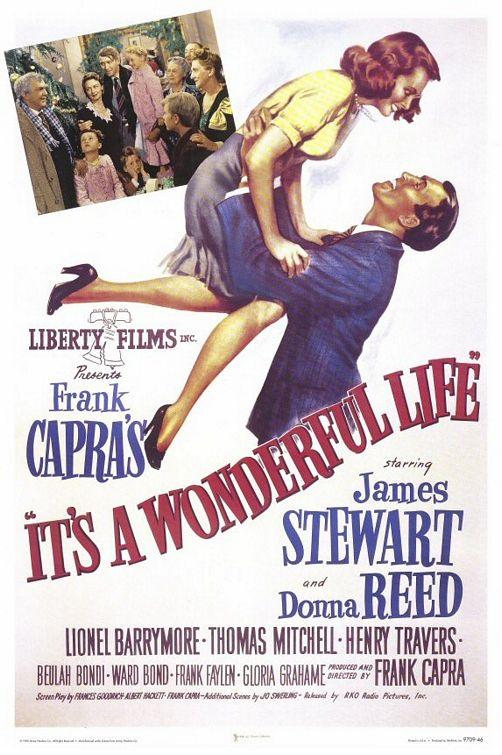 LIBERTY FILMS INC.
Presents
Frank
CAPRA'S
"IT'S A WONDERFUL LIFE"
starring
James
STEWART
and
Donna REED
LIONEL BARRYMORE · THOMAS MITCHELL · HENRY TRAVERS ·
BEULAH BONDI · WARD BOND · FRANK FAYLEN · GLORIA GRAHAME · PRODUCED AND DIRECTED BY FRANK CAPRA
Screen Play by FRANCES GOODRICH · ALBERT HACKETT · FRANK CAPRA — Additional Scenes by JO SWERLING · Released by RKO Radio Pictures, Inc.
9709-46